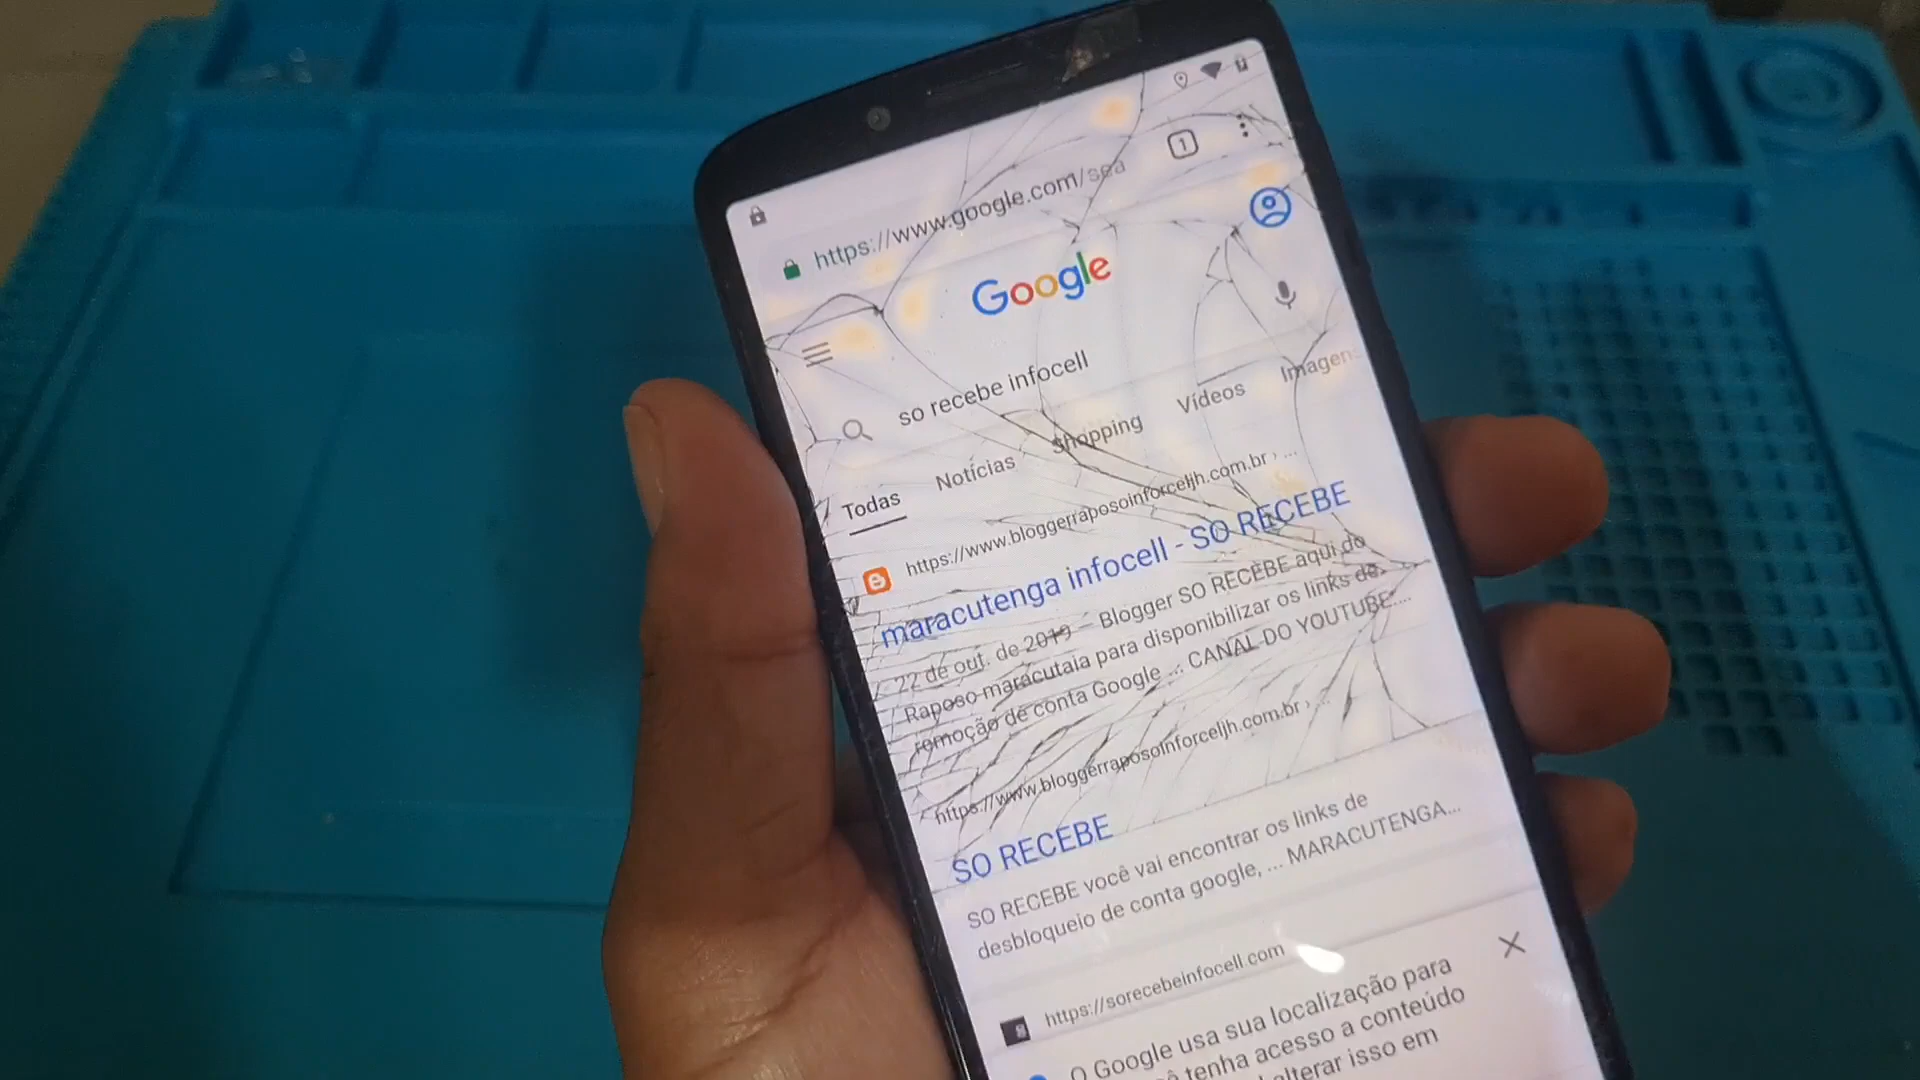 1
https://www.google.com/sea
Google
so recebe infocell
Todas Notícias Shopping Vídeos Imagens
https://www.bloggerraposoinforceljh.com.br › ...
maracutenga infocell - SO RECEBE
22 de out. de 2019 — Blogger SO RECEBE aqui do
Raposo maracutaia para disponibilizar os links de
remoção de conta Google ... CANAL DO YOUTUBE....
https://www.bloggerraposoinforceljh.com.br › ...
SO RECEBE
SO RECEBE você vai encontrar os links de
desbloqueio de conta google, ... MARACUTENGA...
https://sorecebeinfocell.com
O Google usa sua localização para
tenha acesso a conteúdo
alterar isso em